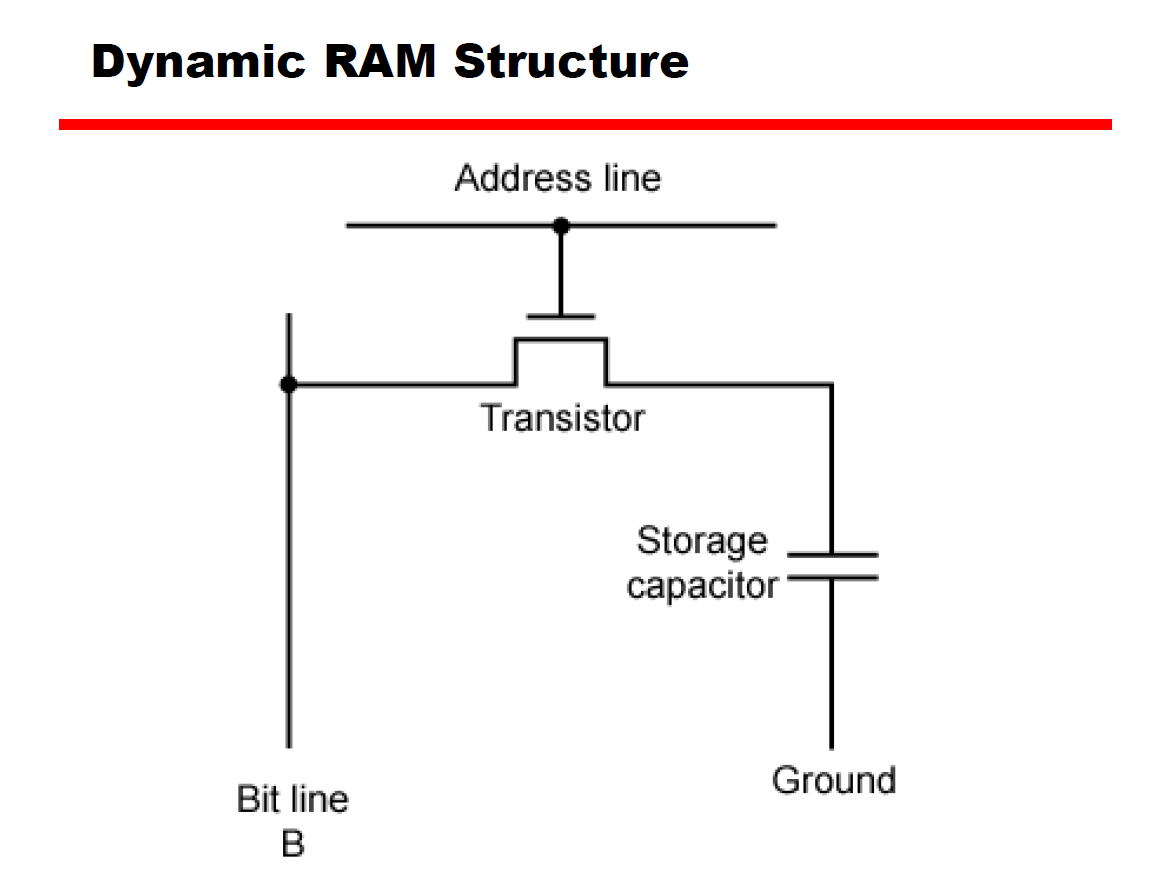 Dynamic RAM Structure
Address line
Transistor
Storage
capacitor
Ground
Bit line
B